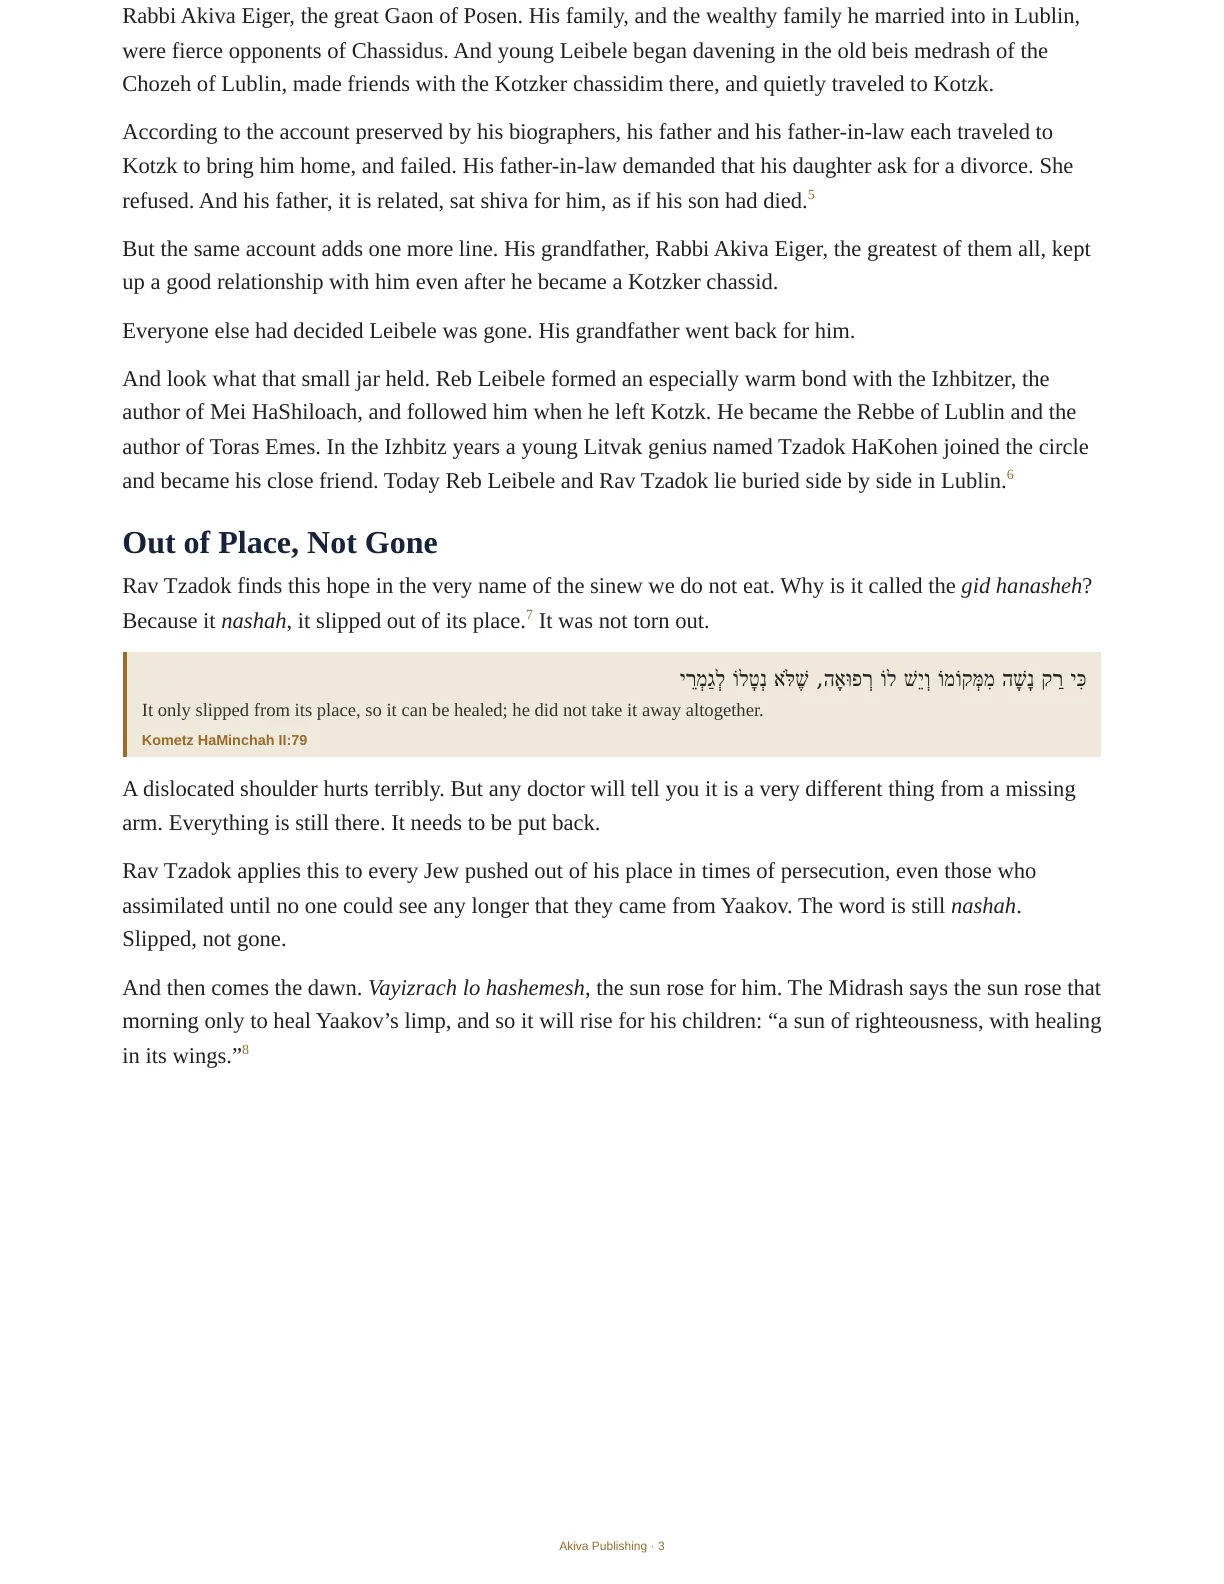 Rabbi Akiva Eiger, the great Gaon of Posen. His family, and the wealthy family he married into in Lublin,
were fierce opponents of Chassidus. And young Leibele began davening in the old beis medrash of the
Chozeh of Lublin, made friends with the Kotzker chassidim there, and quietly traveled to Kotzk.
According to the account preserved by his biographers, his father and his father-in-law each traveled to
Kotzk to bring him home, and failed. His father-in-law demanded that his daughter ask for a divorce. She
refused. And his father, it is related, sat shiva for him, as if his son had died.5
But the same account adds one more line. His grandfather, Rabbi Akiva Eiger, the greatest of them all, kept
up a good relationship with him even after he became a Kotzker chassid.
Everyone else had decided Leibele was gone. His grandfather went back for him.
And look what that small jar held. Reb Leibele formed an especially warm bond with the Izhbitzer, the
author of Mei HaShiloach, and followed him when he left Kotzk. He became the Rebbe of Lublin and the
author of Toras Emes. In the Izhbitz years a young Litvak genius named Tzadok HaKohen joined the circle
and became his close friend. Today Reb Leibele and Rav Tzadok lie buried side by side in Lublin.6
Out of Place, Not Gone
Rav Tzadok finds this hope in the very name of the sinew we do not eat. Why is it called the gid hanasheh?
Because it nashah, it slipped out of its place.7 It was not torn out.
כִּי רַק נָשָׁה מִמְּקוֹמוֹ וְיֵשׁ לוֹ רְפוּאָה, שֶׁלֹּא נְטָלוֹ לְגַמְרֵי
It only slipped from its place, so it can be healed; he did not take it away altogether.
Kometz HaMinchah II:79
A dislocated shoulder hurts terribly. But any doctor will tell you it is a very different thing from a missing
arm. Everything is still there. It needs to be put back.
Rav Tzadok applies this to every Jew pushed out of his place in times of persecution, even those who
assimilated until no one could see any longer that they came from Yaakov. The word is still nashah.
Slipped, not gone.
And then comes the dawn. Vayizrach lo hashemesh, the sun rose for him. The Midrash says the sun rose that
morning only to heal Yaakov’s limp, and so it will rise for his children: “a sun of righteousness, with healing
in its wings.”8
Akiva Publishing · 3